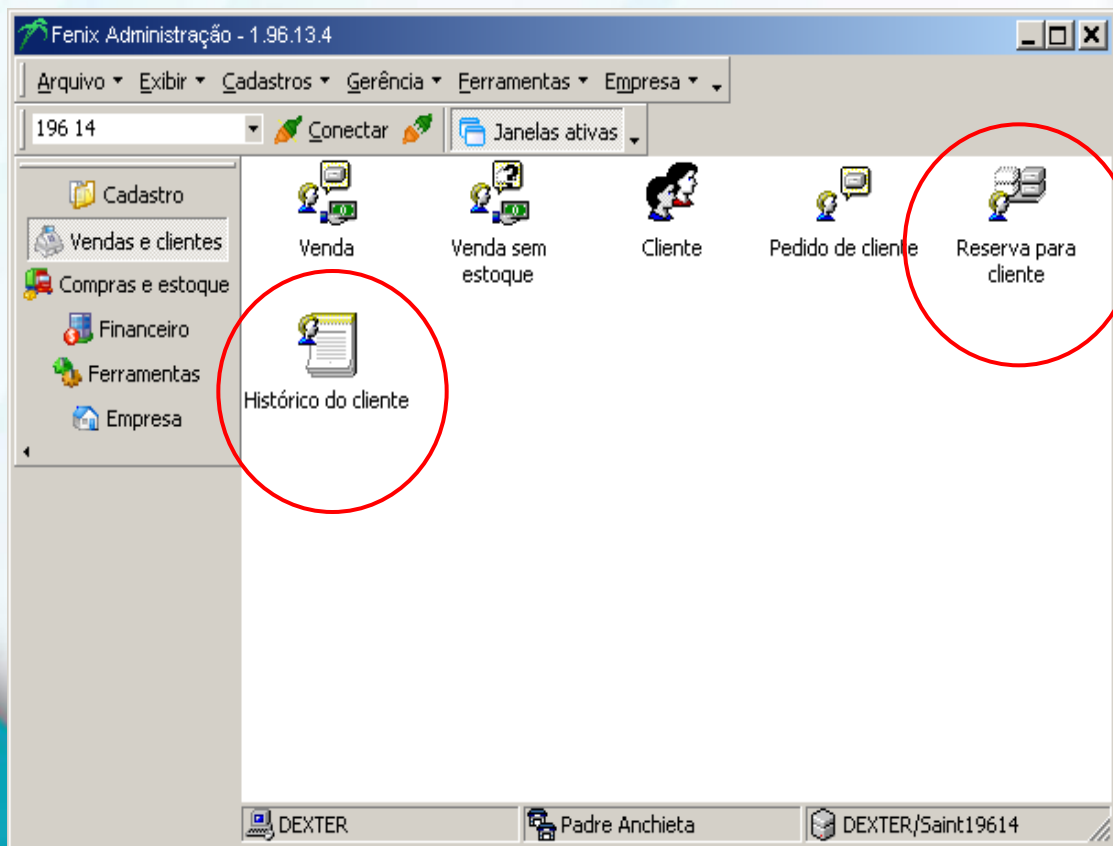 Fenix Administração - 1.96.13.4
Arquivo Exibir Cadastros Gerência Ferramentas Empresa
196 14 Conectar Janelas ativas
Cadastro
Vendas e clientes
Compras e estoque
Financeiro
Ferramentas
Empresa
Venda
Venda sem
estoque
Cliente
Pedido de cliente
Reserva para
cliente
Histórico do cliente
DEXTER Padre Anchieta DEXTER/Saint19614